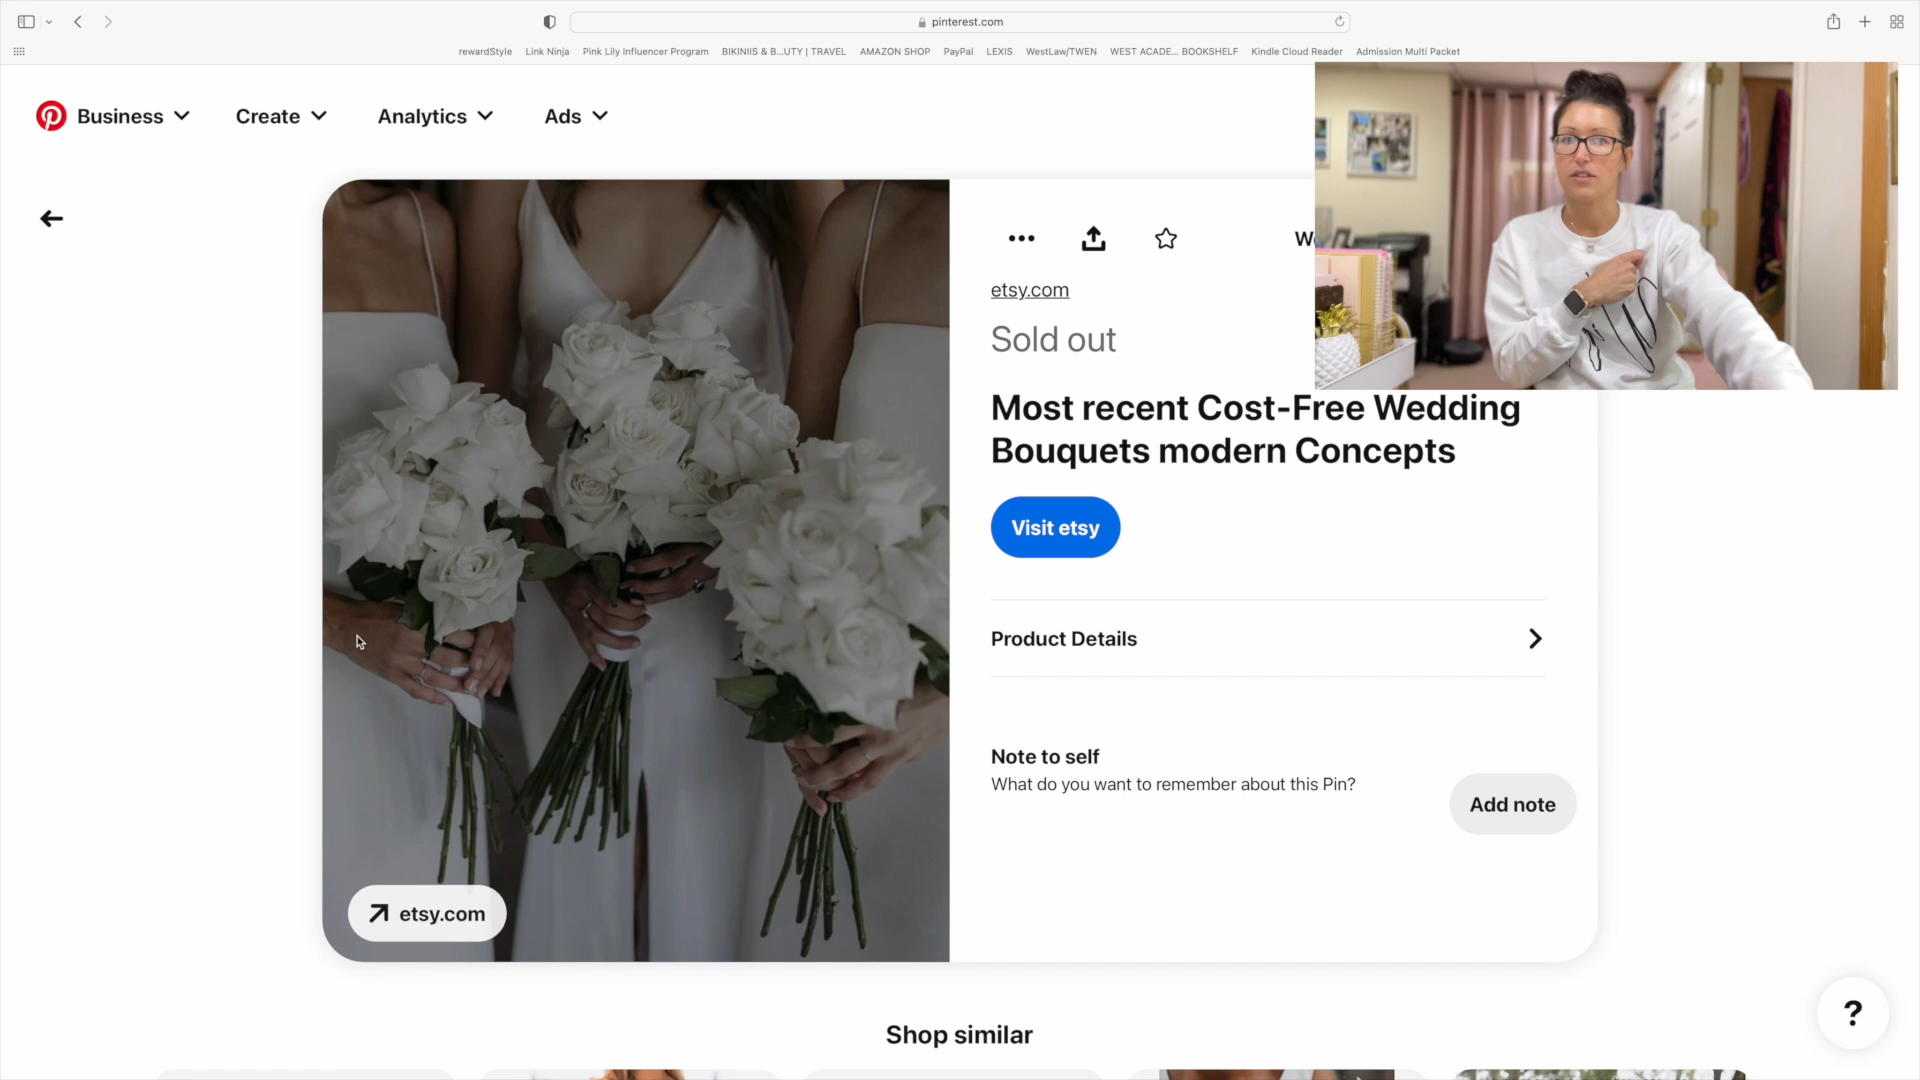 pinterest.com
rewardStyle Link Ninja Pink Lily Influencer Program BIKINIIS & B...UTY | TRAVEL AMAZON SHOP PayPal LEXIS WestLaw/TWEN WEST ACADE... BOOKSHELF Kindle Cloud Reader Admission Multi Packet
Business Create Analytics Ads
etsy.com
Sold out
Most recent Cost-Free Wedding
Bouquets modern Concepts
Visit etsy
Product Details
Note to self
What do you want to remember about this Pin?
Add note
etsy.com
?
Shop similar